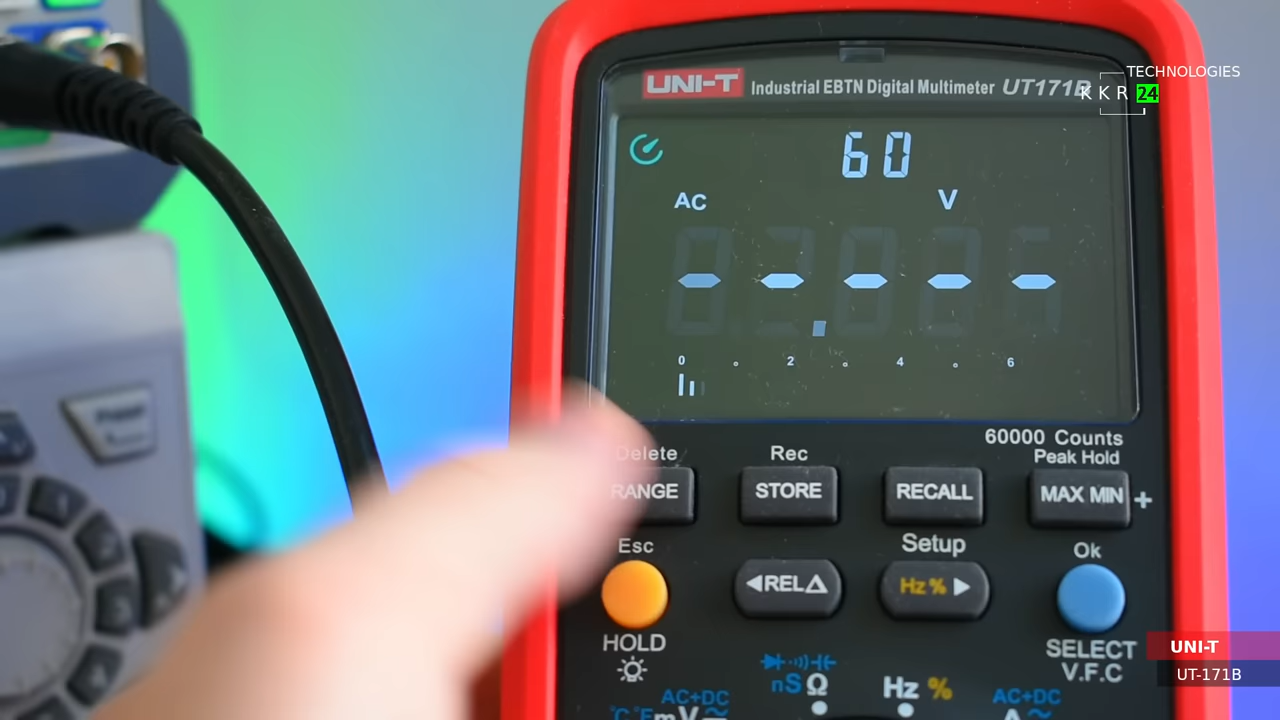 TECHNOLOGIES
KKR 24
UNI-T Industrial EBTN Digital Multimeter UT171B
60
AC V
- - . - - -
0 2 4 6
60000 Counts
Delete Rec Peak Hold
RANGE STORE RECALL MAX MIN +
Esc Setup Ok
◀REL△ Hz % ▶
HOLD SELECT
V.F.C
UNI-T
UT-171B
nS Ω Hz %
AC+DC AC+DC
°C °F mV